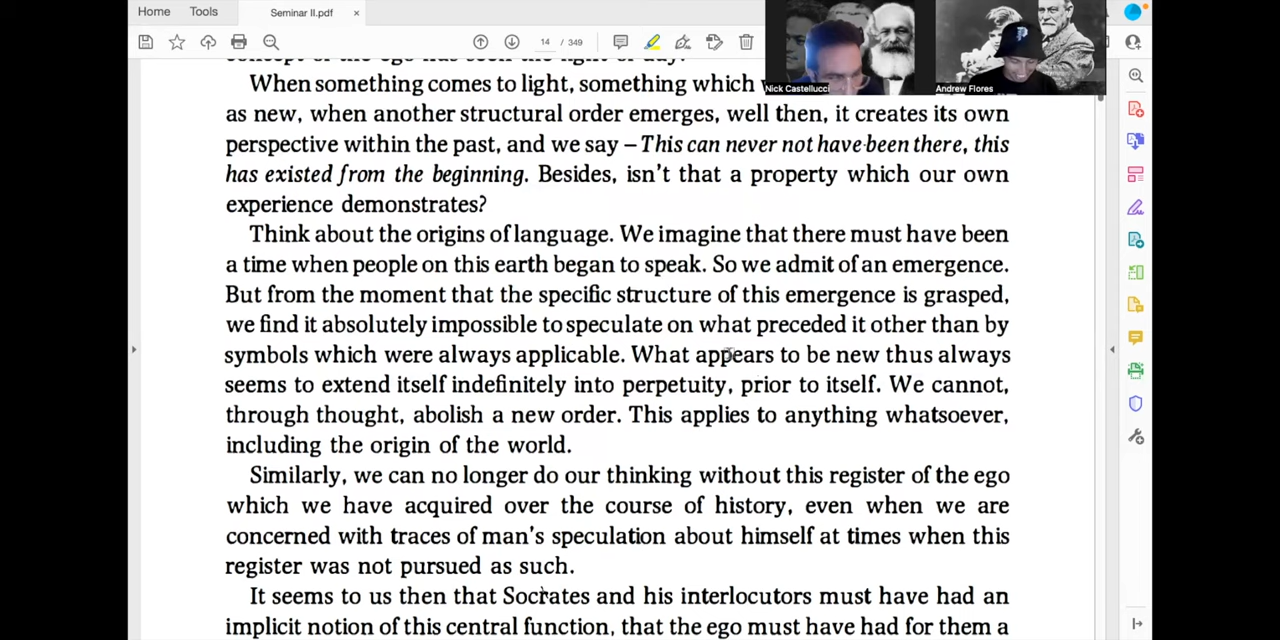 Home Tools Seminar II.pdf ×
14 / 349
Nick Castellucci Andrew Flores
concept of the ego has seen the light of day.
When something comes to light, something which
as new, when another structural order emerges, well then, it creates its own
perspective within the past, and we say – This can never not have been there, this
has existed from the beginning. Besides, isn't that a property which our own
experience demonstrates?
Think about the origins of language. We imagine that there must have been
a time when people on this earth began to speak. So we admit of an emergence.
But from the moment that the specific structure of this emergence is grasped,
we find it absolutely impossible to speculate on what preceded it other than by
symbols which were always applicable. What appears to be new thus always
seems to extend itself indefinitely into perpetuity, prior to itself. We cannot,
through thought, abolish a new order. This applies to anything whatsoever,
including the origin of the world.
Similarly, we can no longer do our thinking without this register of the ego
which we have acquired over the course of history, even when we are
concerned with traces of man's speculation about himself at times when this
register was not pursued as such.
It seems to us then that Socrates and his interlocutors must have had an
implicit notion of this central function, that the ego must have had for them a